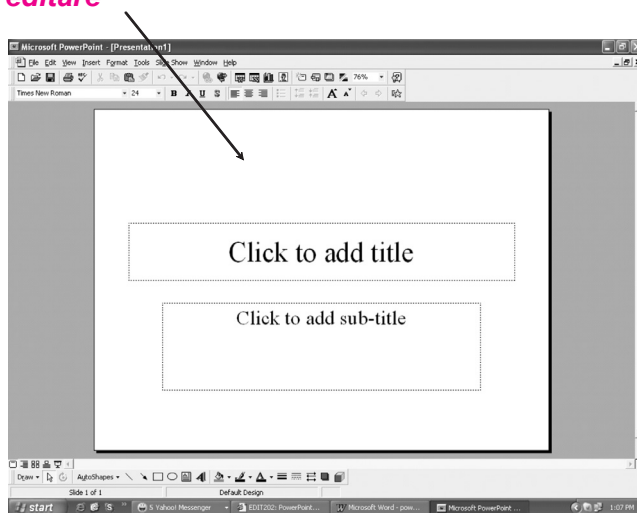 editare
Microsoft PowerPoint - [Presentation1]
File Edit View Insert Format Tools Slide Show Window Help
76%
Times New Roman 24 B I U S A A
Click to add title
Click to add sub-title
Draw AutoShapes
Slide 1 of 1 Default Design
start 5 Yahoo! Messenger EDIT202: PowerPoint... Microsoft Word - pow... Microsoft PowerPoint ... 1:07 PM